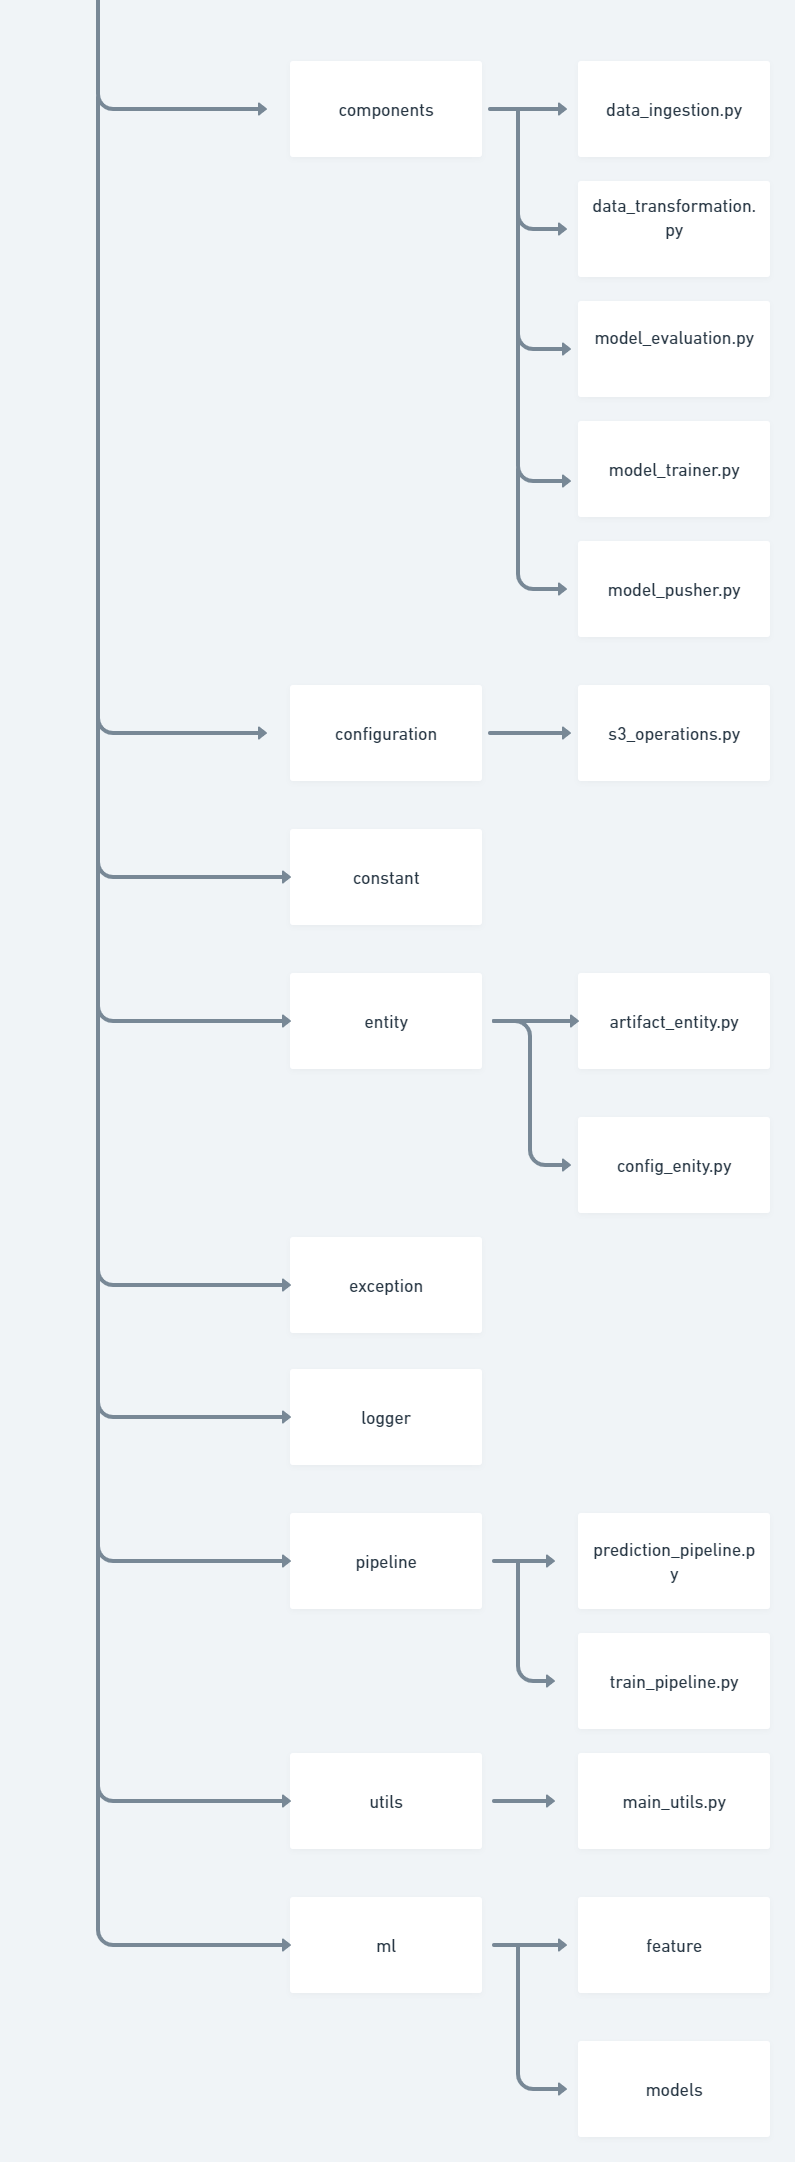 components
data_ingestion.py
data_transformation.
py
model_evaluation.py
model_trainer.py
model_pusher.py
configuration
s3_operations.py
constant
entity
artifact_entity.py
config_enity.py
exception
logger
pipeline
prediction_pipeline.p
y
train_pipeline.py
utils
main_utils.py
ml
feature
models